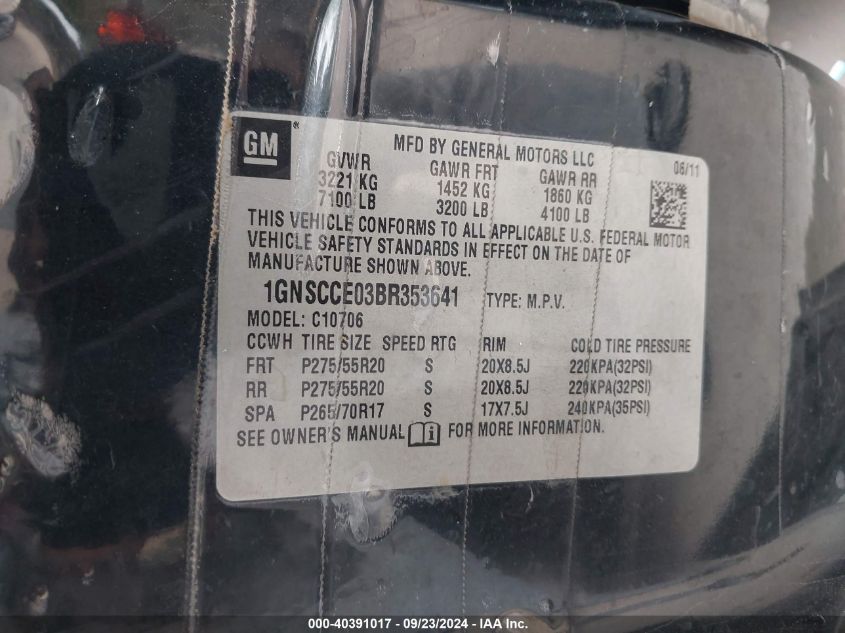 GM ®
MFD BY GENERAL MOTORS LLC
06/11
GVWR GAWR FRT GAWR RR
3221 KG 1452 KG 1860 KG
7100 LB 3200 LB 4100 LB
THIS VEHICLE CONFORMS TO ALL APPLICABLE U.S. FEDERAL MOTOR
VEHICLE SAFETY STANDARDS IN EFFECT ON THE DATE OF
MANUFACTURE SHOWN ABOVE.
1GNSCCE03BR353641 TYPE: M.P.V.
MODEL: C10706
CCWH TIRE SIZE SPEED RTG RIM COLD TIRE PRESSURE
FRT P275/55R20 S 20X8.5J 220KPA(32PSI)
RR P275/55R20 S 20X8.5J 220KPA(32PSI)
SPA P265/70R17 S 17X7.5J 240KPA(35PSI)
SEE OWNER'S MANUAL FOR MORE INFORMATION.
000-40391017 - 09/23/2024 - IAA Inc.